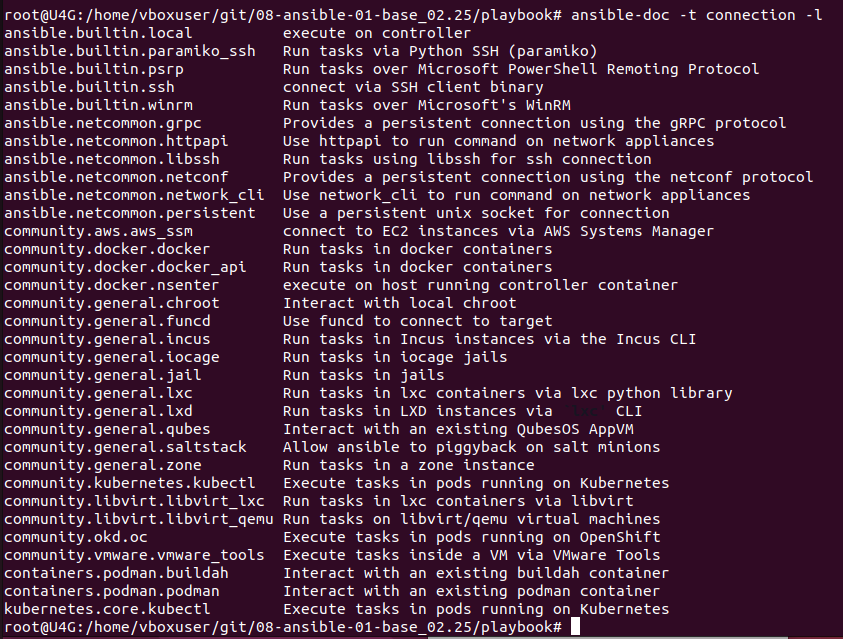 root@U4G:/home/vboxuser/git/08-ansible-01-base_02.25/playbook# ansible-doc -t connection -l
ansible.builtin.local          execute on controller
ansible.builtin.paramiko_ssh   Run tasks via Python SSH (paramiko)
ansible.builtin.psrp           Run tasks over Microsoft PowerShell Remoting Protocol
ansible.builtin.ssh            connect via SSH client binary
ansible.builtin.winrm          Run tasks over Microsoft's WinRM
ansible.netcommon.grpc         Provides a persistent connection using the gRPC protocol
ansible.netcommon.httpapi      Use httpapi to run command on network appliances
ansible.netcommon.libssh       Run tasks using libssh for ssh connection
ansible.netcommon.netconf      Provides a persistent connection using the netconf protocol
ansible.netcommon.network_cli  Use network_cli to run command on network appliances
ansible.netcommon.persistent   Use a persistent unix socket for connection
community.aws.aws_ssm          connect to EC2 instances via AWS Systems Manager
community.docker.docker        Run tasks in docker containers
community.docker.docker_api    Run tasks in docker containers
community.docker.nsenter       execute on host running controller container
community.general.chroot       Interact with local chroot
community.general.funcd        Use funcd to connect to target
community.general.incus        Run tasks in Incus instances via the Incus CLI
community.general.iocage       Run tasks in iocage jails
community.general.jail         Run tasks in jails
community.general.lxc          Run tasks in lxc containers via lxc python library
community.general.lxd          Run tasks in LXD instances via CLI
community.general.qubes        Interact with an existing QubesOS AppVM
community.general.saltstack    Allow ansible to piggyback on salt minions
community.general.zone         Run tasks in a zone instance
community.kubernetes.kubectl   Execute tasks in pods running on Kubernetes
community.libvirt.libvirt_lxc  Run tasks in lxc containers via libvirt
community.libvirt.libvirt_qemu Run tasks on libvirt/qemu virtual machines
community.okd.oc               Execute tasks in pods running on OpenShift
community.vmware.vmware_tools  Execute tasks inside a VM via VMware Tools
containers.podman.buildah      Interact with an existing buildah container
containers.podman.podman       Interact with an existing podman container
kubernetes.core.kubectl        Execute tasks in pods running on Kubernetes
root@U4G:/home/vboxuser/git/08-ansible-01-base_02.25/playbook#